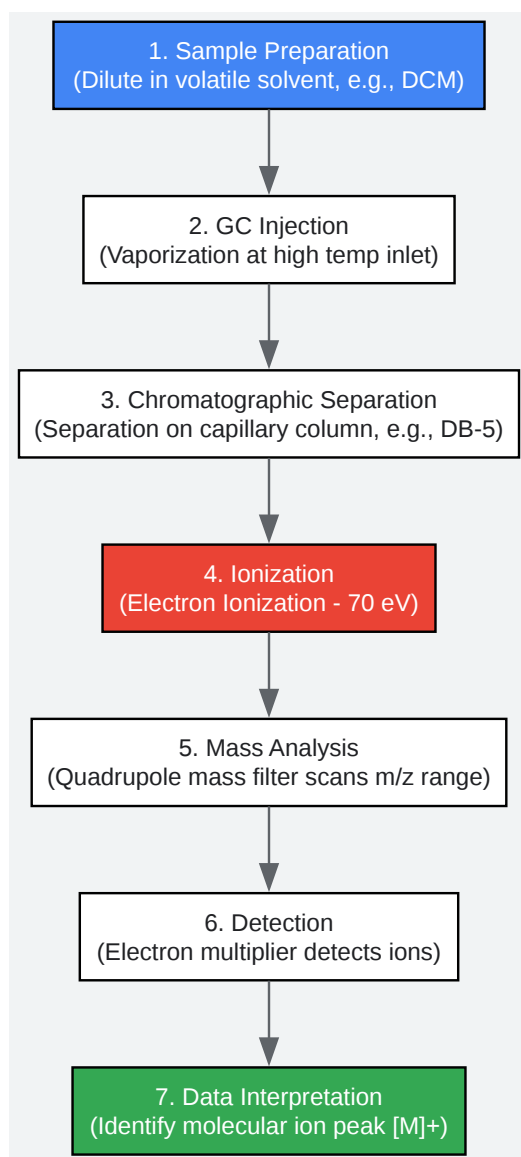 1. Sample Preparation
(Dilute in volatile solvent, e.g., DCM)
2. GC Injection
(Vaporization at high temp inlet)
3. Chromatographic Separation
(Separation on capillary column, e.g., DB-5)
4. Ionization
(Electron Ionization - 70 eV)
5. Mass Analysis
(Quadrupole mass filter scans m/z range)
6. Detection
(Electron multiplier detects ions)
7. Data Interpretation
(Identify molecular ion peak [M]+)